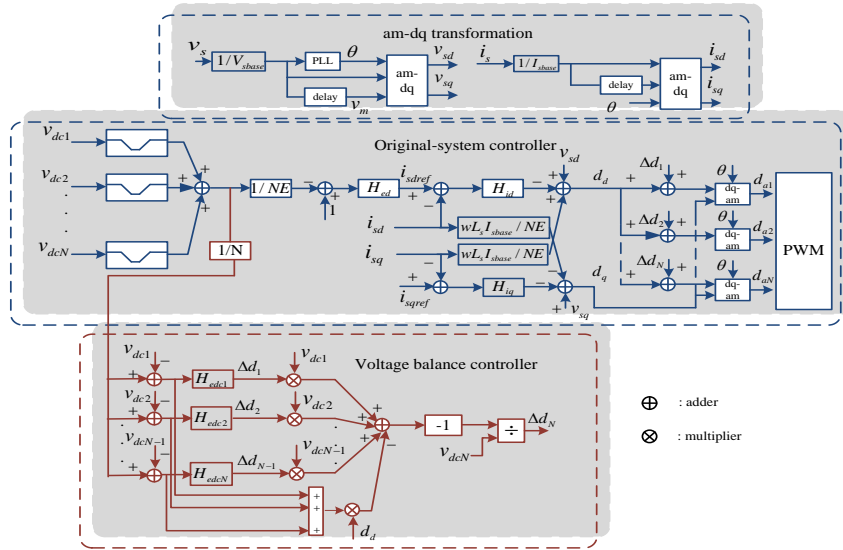 am-dq transformation
v_s
1/V_sbase
PLL
θ
delay
v_m
am-
dq
v_sd
v_sq
i_s
1/I_sbase
delay
θ
am-
dq
i_sd
i_sq
Original-system controller
v_dc1
v_dc2
.
.
v_dcN
+
+
+
1/NE
1/N
−
+
1
H_ed
i_sdref
+
−
H_id
−
+
v_sd
+
d_d
i_sd
wL_s I_sbase / NE
i_sq
wL_s I_sbase / NE
−
+
i_sqref
H_iq
−
−
+
v_sq
d_q
Δd_1
+
+
θ
dq-
am
d_a1
Δd_2
+
+
θ
dq-
am
d_a2
Δd_N
+
+
θ
dq-
am
d_aN
PWM
Voltage balance controller
v_dc1
−
+
H_edc1
Δd_1
v_dc1
v_dc2
−
+
H_edc2
Δd_2
v_dc2
.
.
v_dcN−1
−
+
H_edcN
Δd_N−1
v_dcN−1
+
+
+
−
+
+
+
d_d
-1
v_dcN
÷
Δd_N
: adder
: multiplier